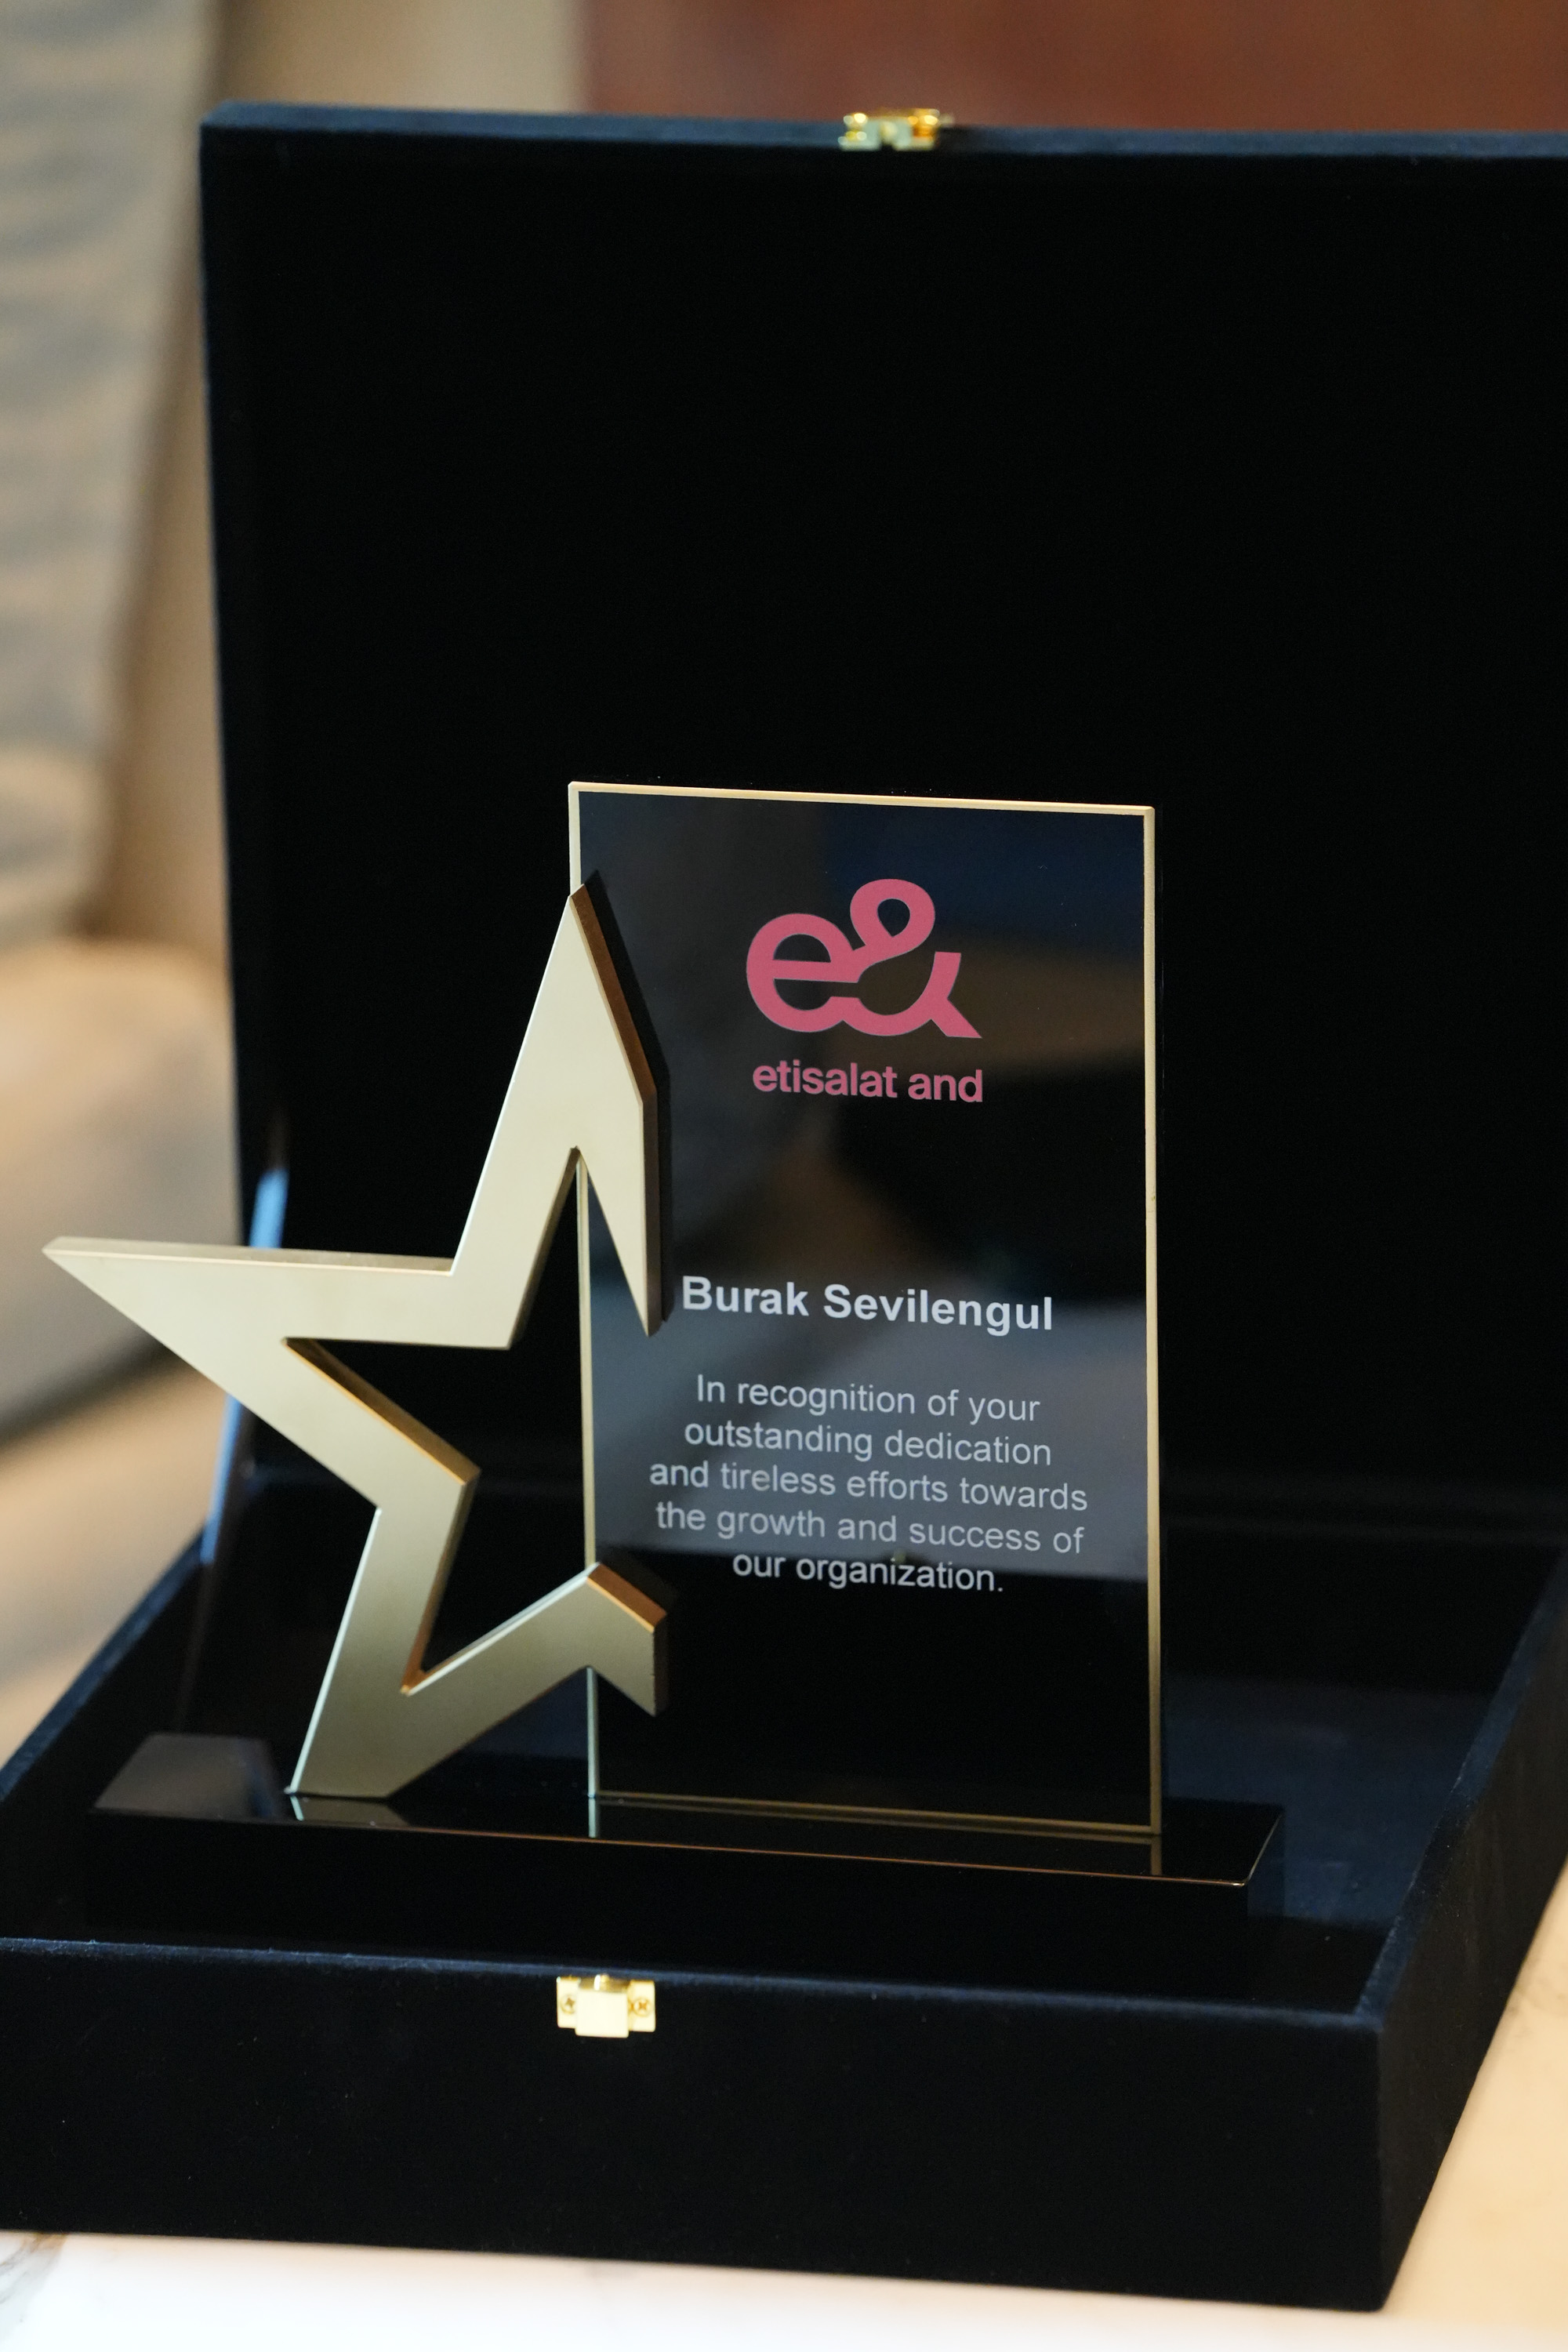 e&
etisalat and
Burak Sevilengul
In recognition of your
outstanding dedication
and tireless efforts towards
the growth and success of
our organization.